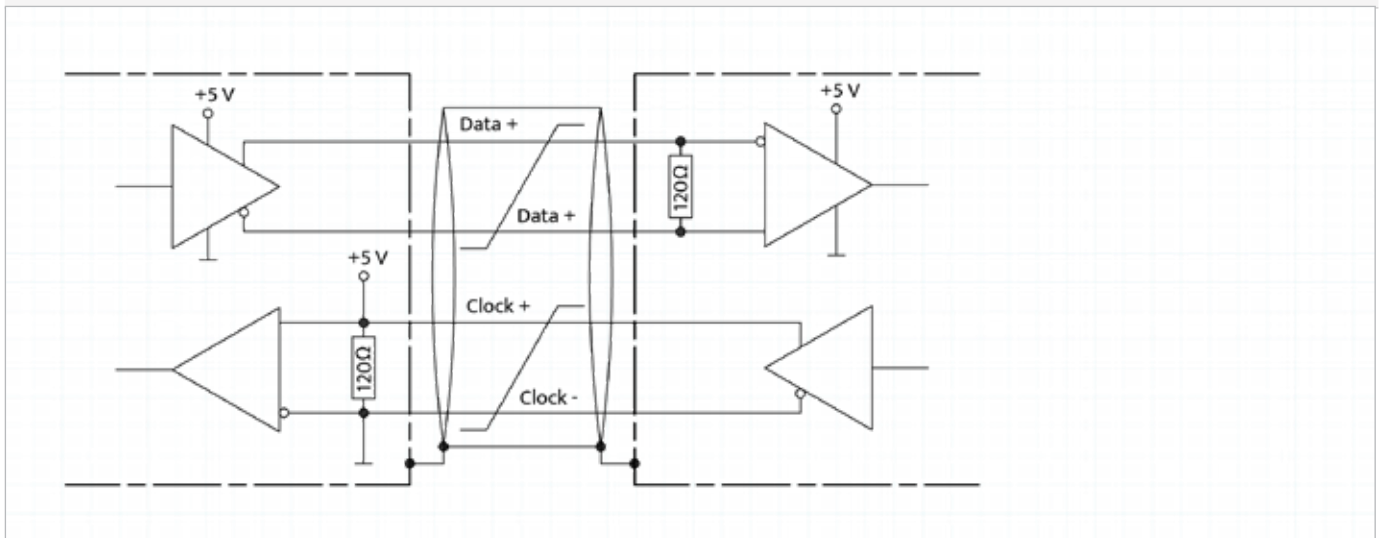 +5 V
+5 V
Data +
120Ω
Data +
+5 V
Clock +
120Ω
Clock -